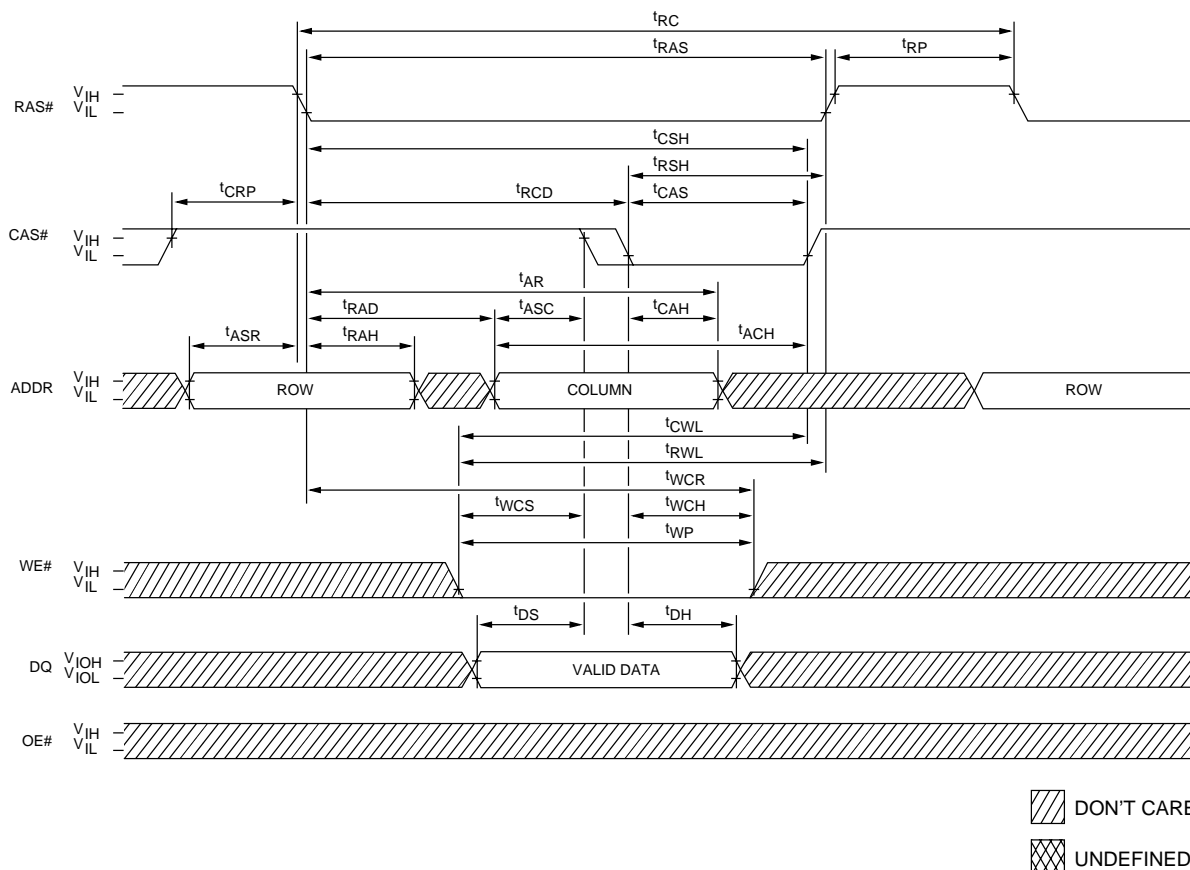 tRC
tRAS
tRP
RAS# VIH
VIL
tCSH
tRSH
tCRP
tRCD
tCAS
CAS# VIH
VIL
tAR
tRAD
tASC
tCAH
tASR
tRAH
tACH
ADDR VIH
VIL
ROW
COLUMN
ROW
tCWL
tRWL
tWCR
tWCS
tWCH
tWP
WE# VIH
VIL
tDS
tDH
DQ VIOH
VIOL
VALID DATA
OE# VIH
VIL
DON'T CARE
UNDEFINED